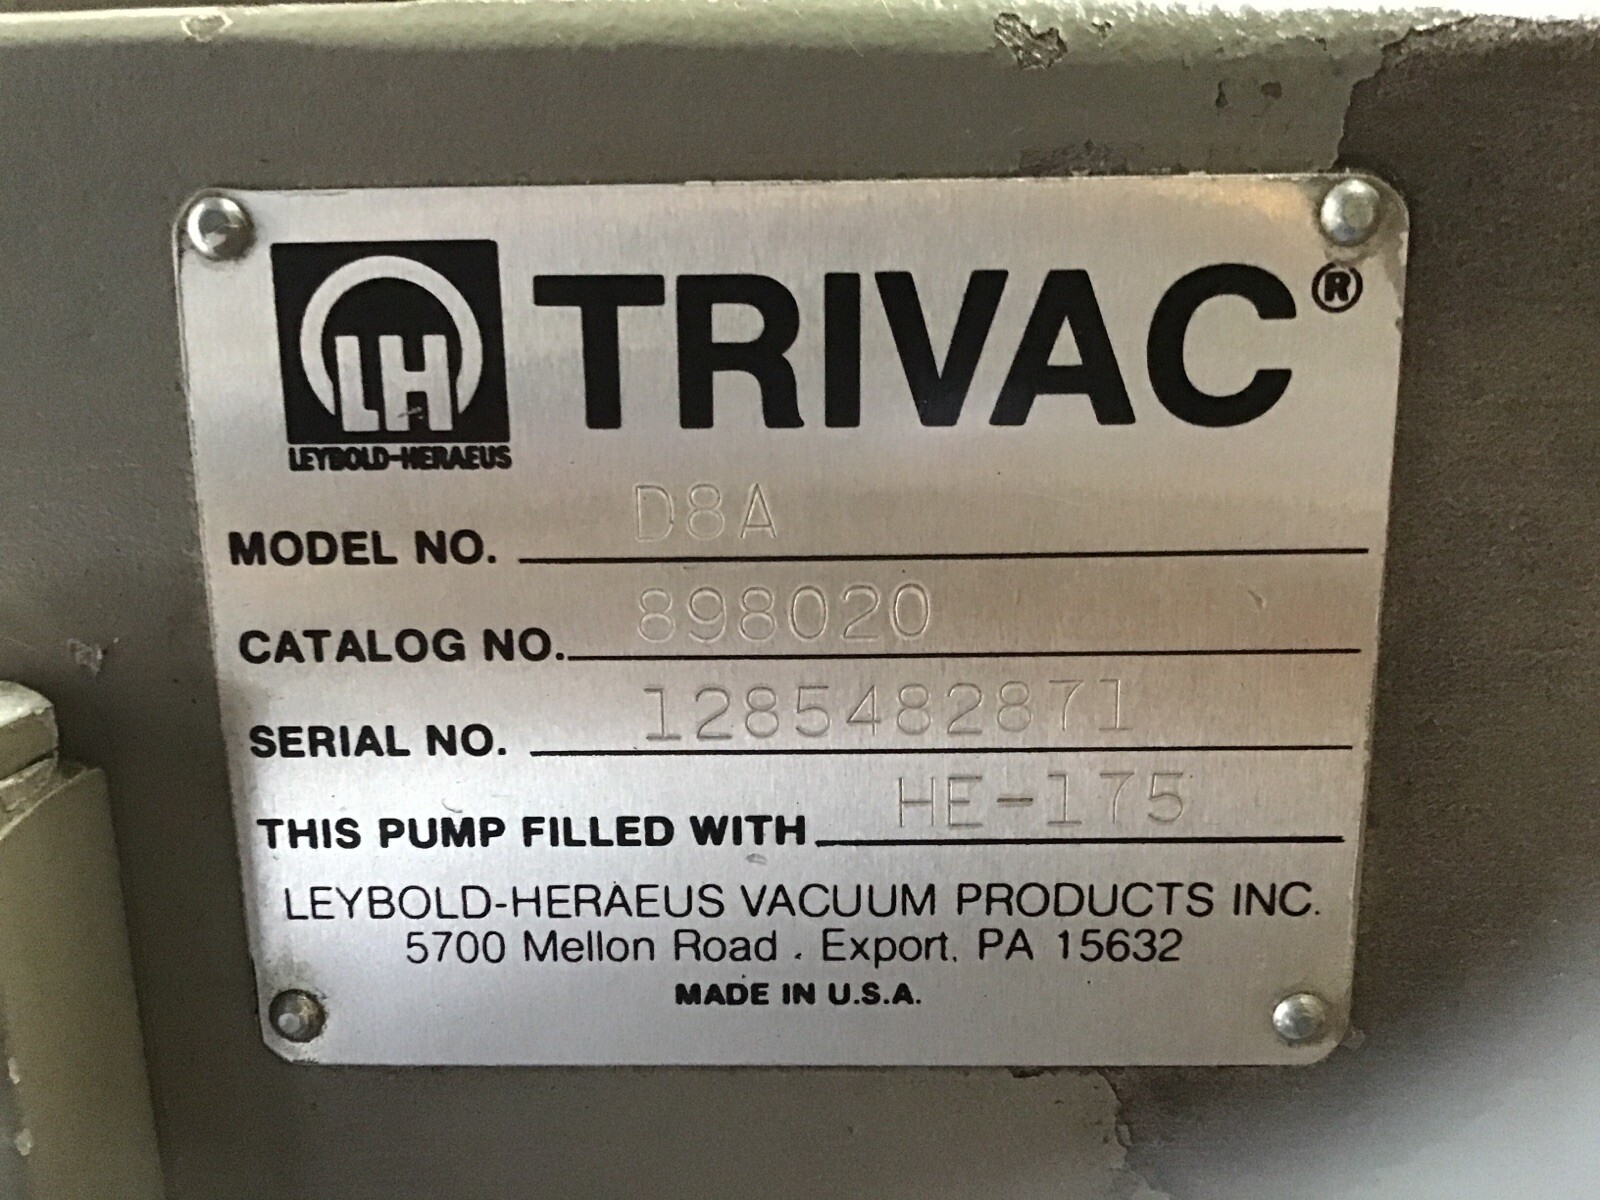 LH TRIVAC®
LEYBOLD-HERAEUS
MODEL NO. D8A
CATALOG NO. 898020
SERIAL NO. 1285482871
THIS PUMP FILLED WITH HE-175
LEYBOLD-HERAEUS VACUUM PRODUCTS INC.
5700 Mellon Road . Export, PA 15632
MADE IN U.S.A.